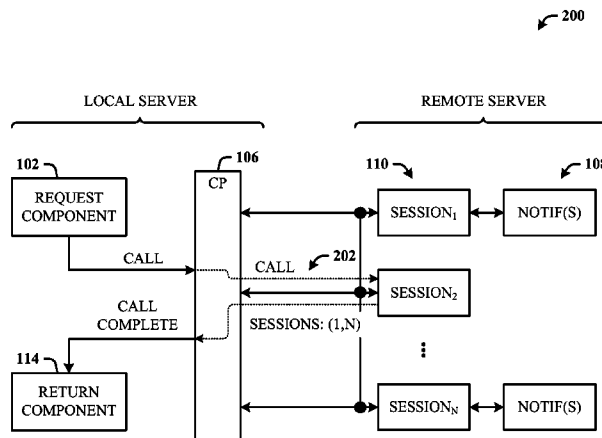 200
LOCAL SERVER
REMOTE SERVER
102
106
110
108
REQUEST
COMPONENT
CP
SESSION1
NOTIF(S)
CALL
CALL
202
SESSION2
CALL
COMPLETE
SESSIONS: (1,N)
114
RETURN
COMPONENT
SESSIONN
NOTIF(S)